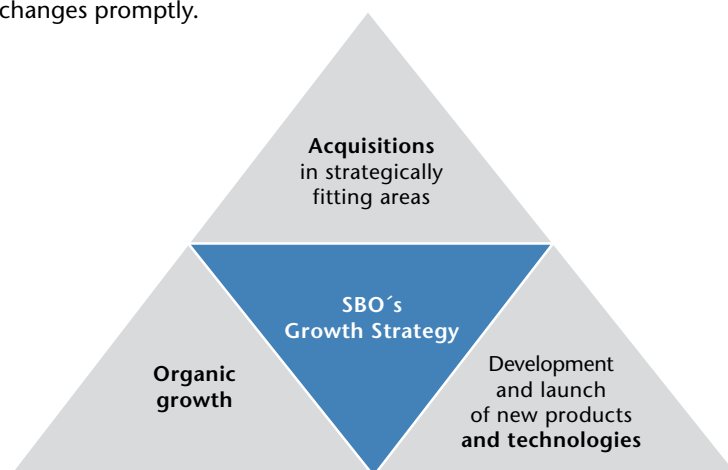 changes promptly.
Acquisitions
in strategically
fitting areas
SBO´s
Growth Strategy
Organic
growth
Development
and launch
of new products
and technologies